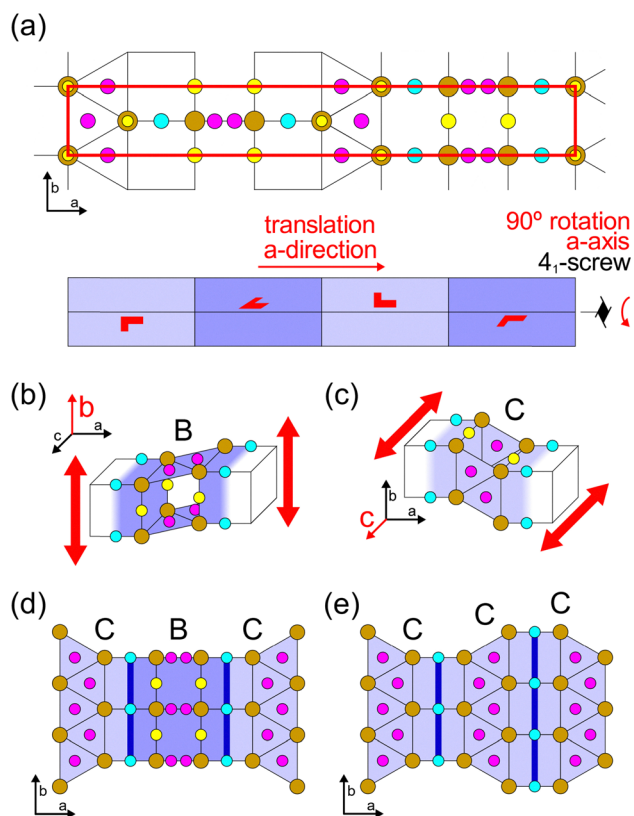 (a)
b
a
translation
a-direction
90º rotation
a-axis
4₁-screw
(b)
b
c
a
B
(c)
C
b
a
c
(d)
C B C
b
a
(e)
C C C
b
a